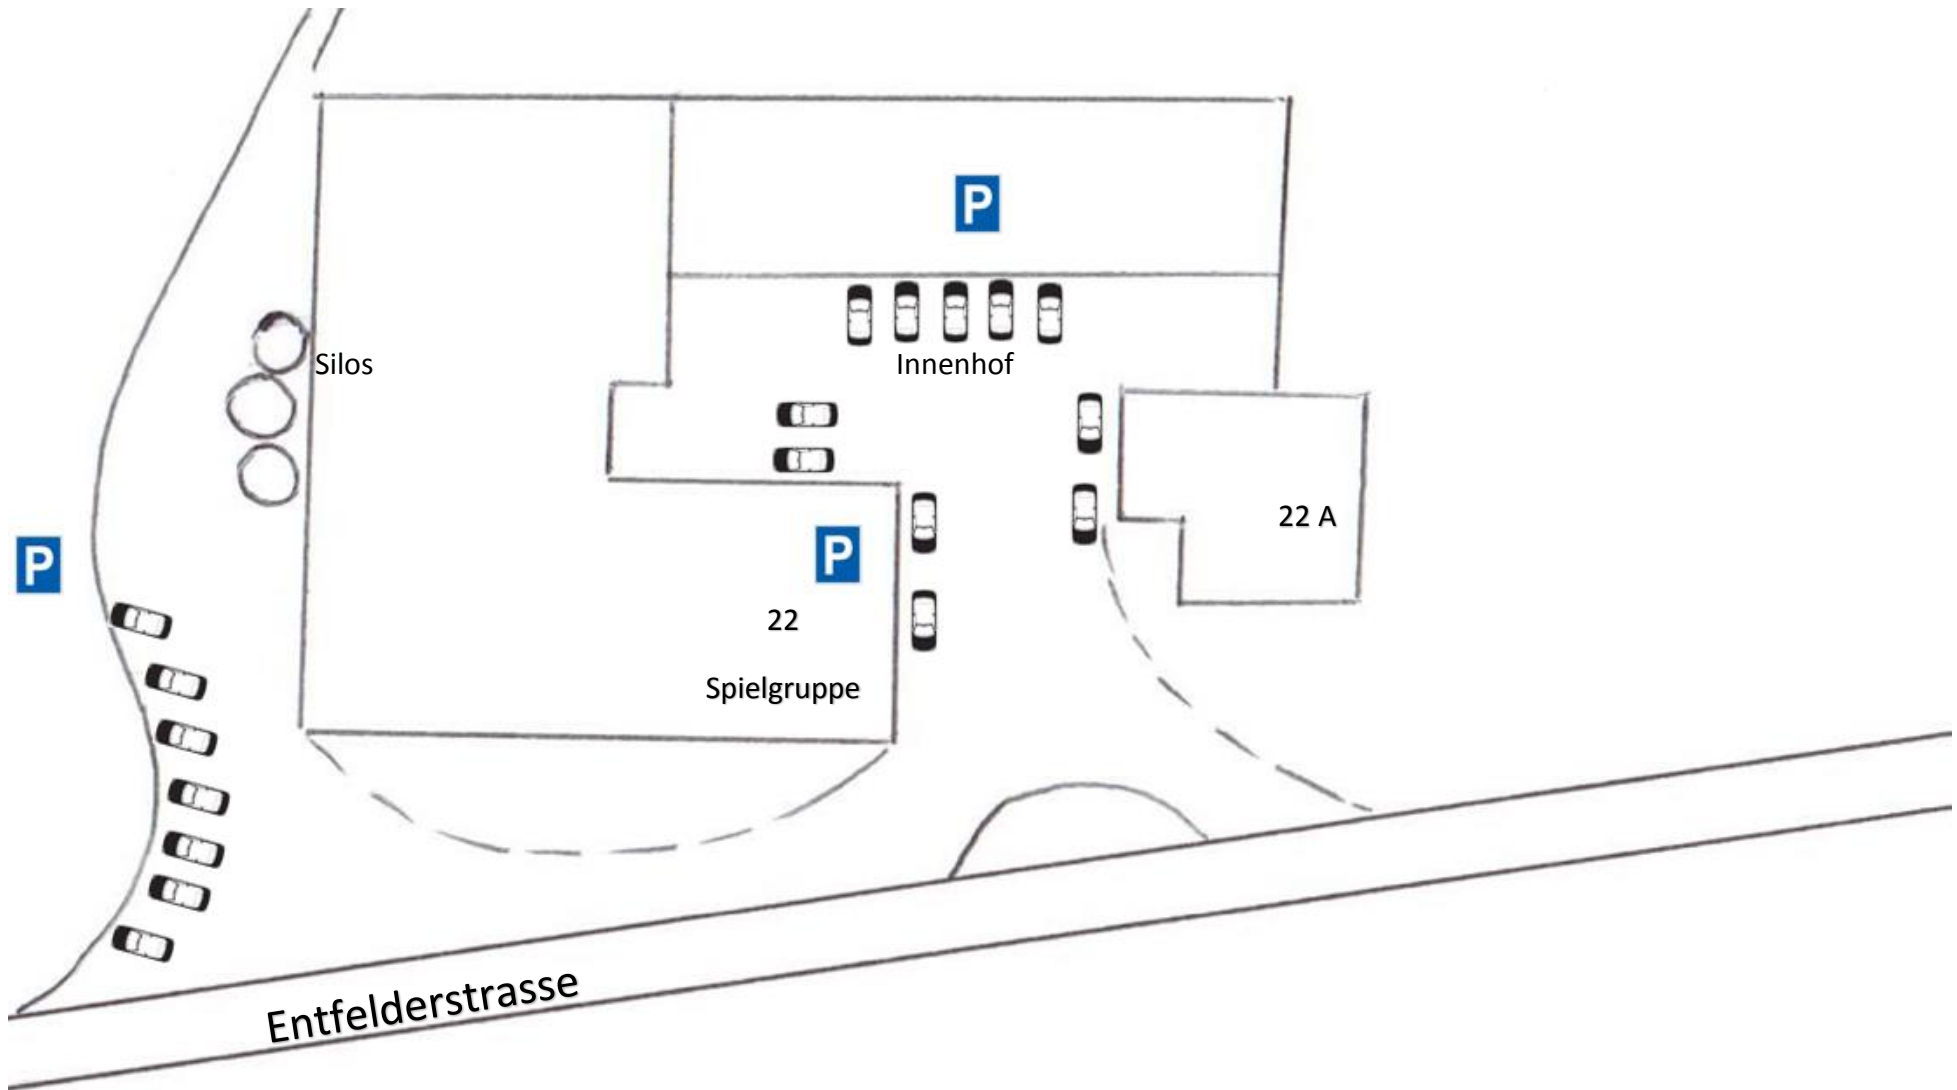 P
Silos
Innenhof
22 A
P
P
22
Spielgruppe
Entfelderstrasse